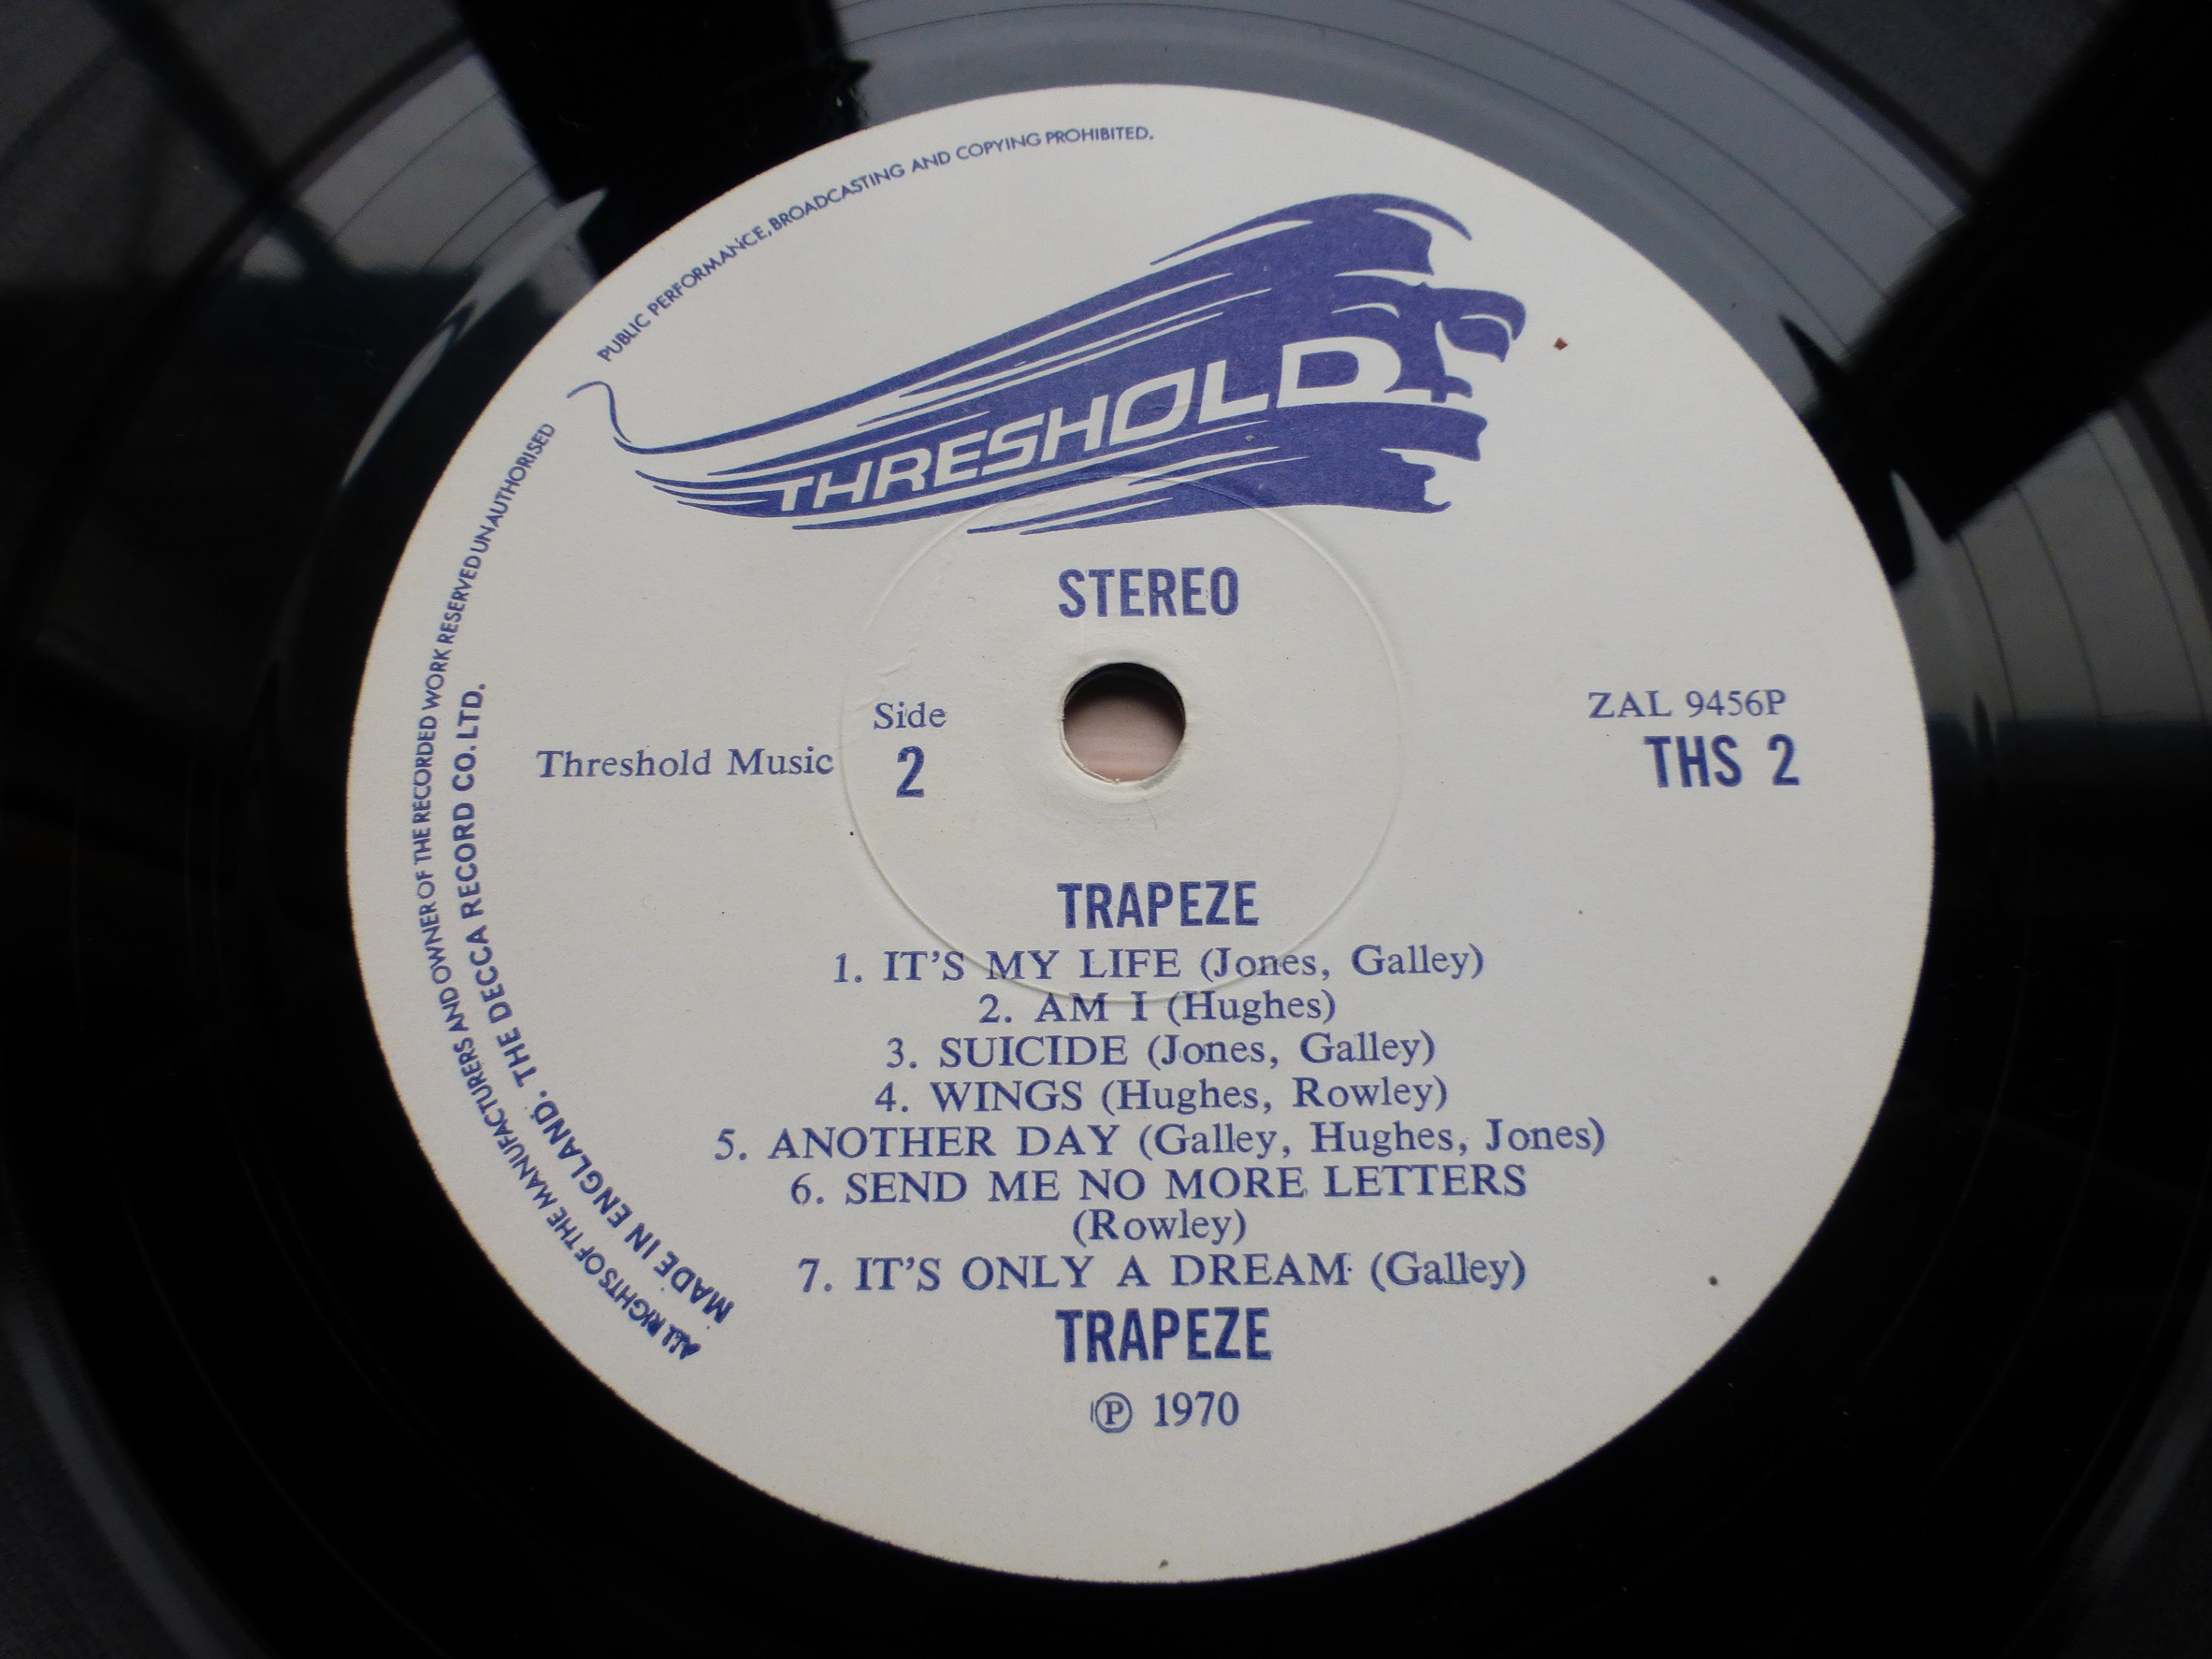 PUBLIC PERFORMANCE, BROADCASTING AND COPYING PROHIBITED.
ALL RIGHTS OF THE MANUFACTURERS AND OWNER OF THE RECORDED WORK RESERVED UNAUTHORISED
MADE IN ENGLAND. THE DECCA RECORD CO. LTD.
THRESHOLD
STEREO
Side
2
Threshold Music
ZAL 9456P
THS 2
TRAPEZE
1. IT'S MY LIFE (Jones, Galley)
2. AM I (Hughes)
3. SUICIDE (Jones, Galley)
4. WINGS (Hughes, Rowley)
5. ANOTHER DAY (Galley, Hughes, Jones)
6. SEND ME NO MORE LETTERS
(Rowley)
7. IT'S ONLY A DREAM (Galley)
TRAPEZE
Ⓟ 1970